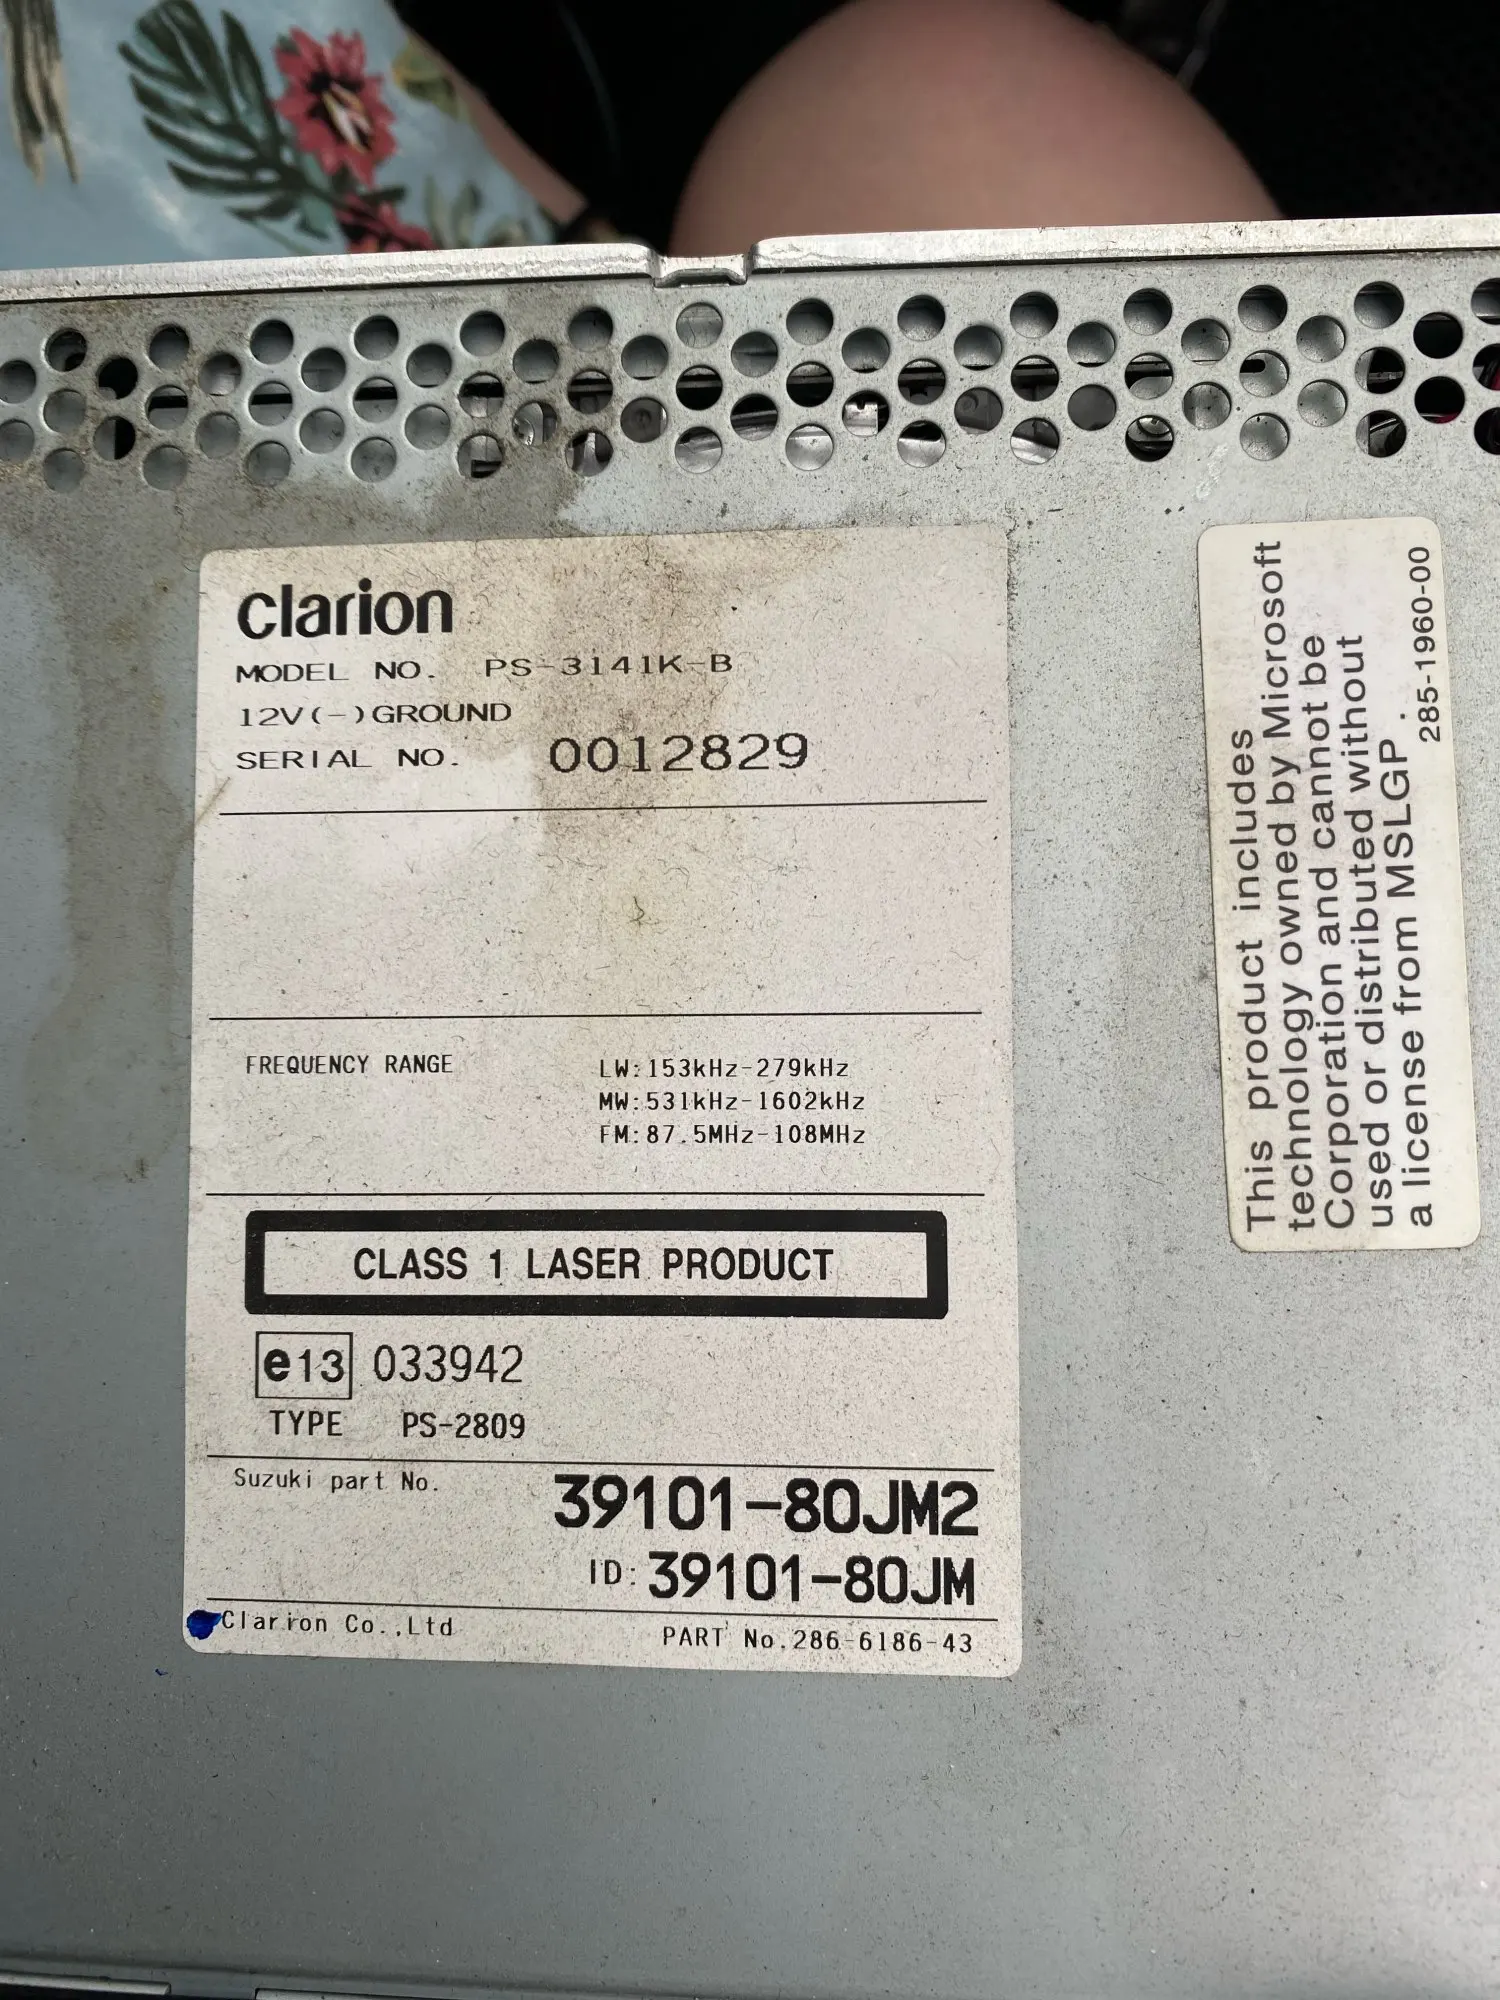 Clarion
MODEL NO. PS-3141K-B
12V(-)GROUND
SERIAL NO. 0012829
FREQUENCY RANGE LW:153kHz-279kHz
MW:531kHz-1602kHz
FM:87.5MHz-108MHz
CLASS 1 LASER PRODUCT
e13 033942
TYPE PS-2809
Suzuki part No. 39101-80JM2
ID:39101-80JM
Clarion Co.,Ltd PART No.286-6186-43
This product includes
technology owned by Microsoft
Corporation and cannot be
used or distributed without
a license from MSLGP.
285-1960-00